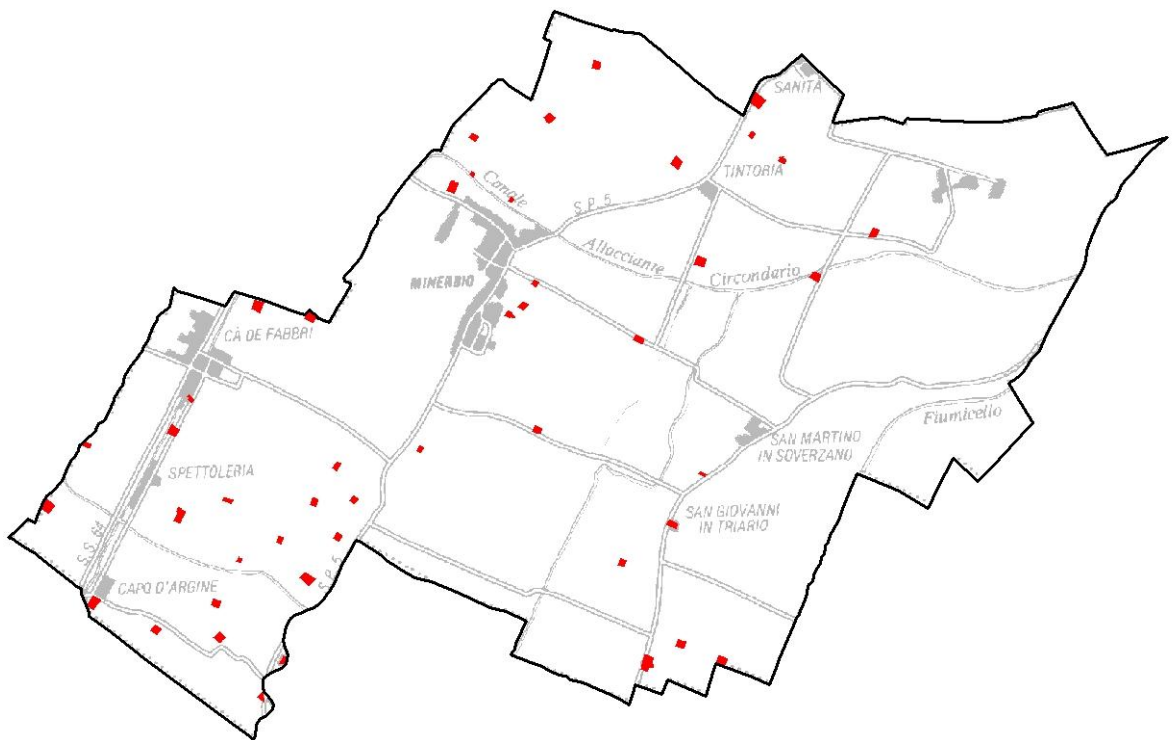 SANITÀ
TINTORIA
Canale
S.P. 5
Allacciante
Circondario
MINERBIO
CÀ DE FABBRI
Fiumicello
SAN MARTINO
IN SOVERZANO
SPETTOLERIA
SAN GIOVANNI
IN TRIARIO
S.S. 64
S.P. 5
CAPO D'ARGINE